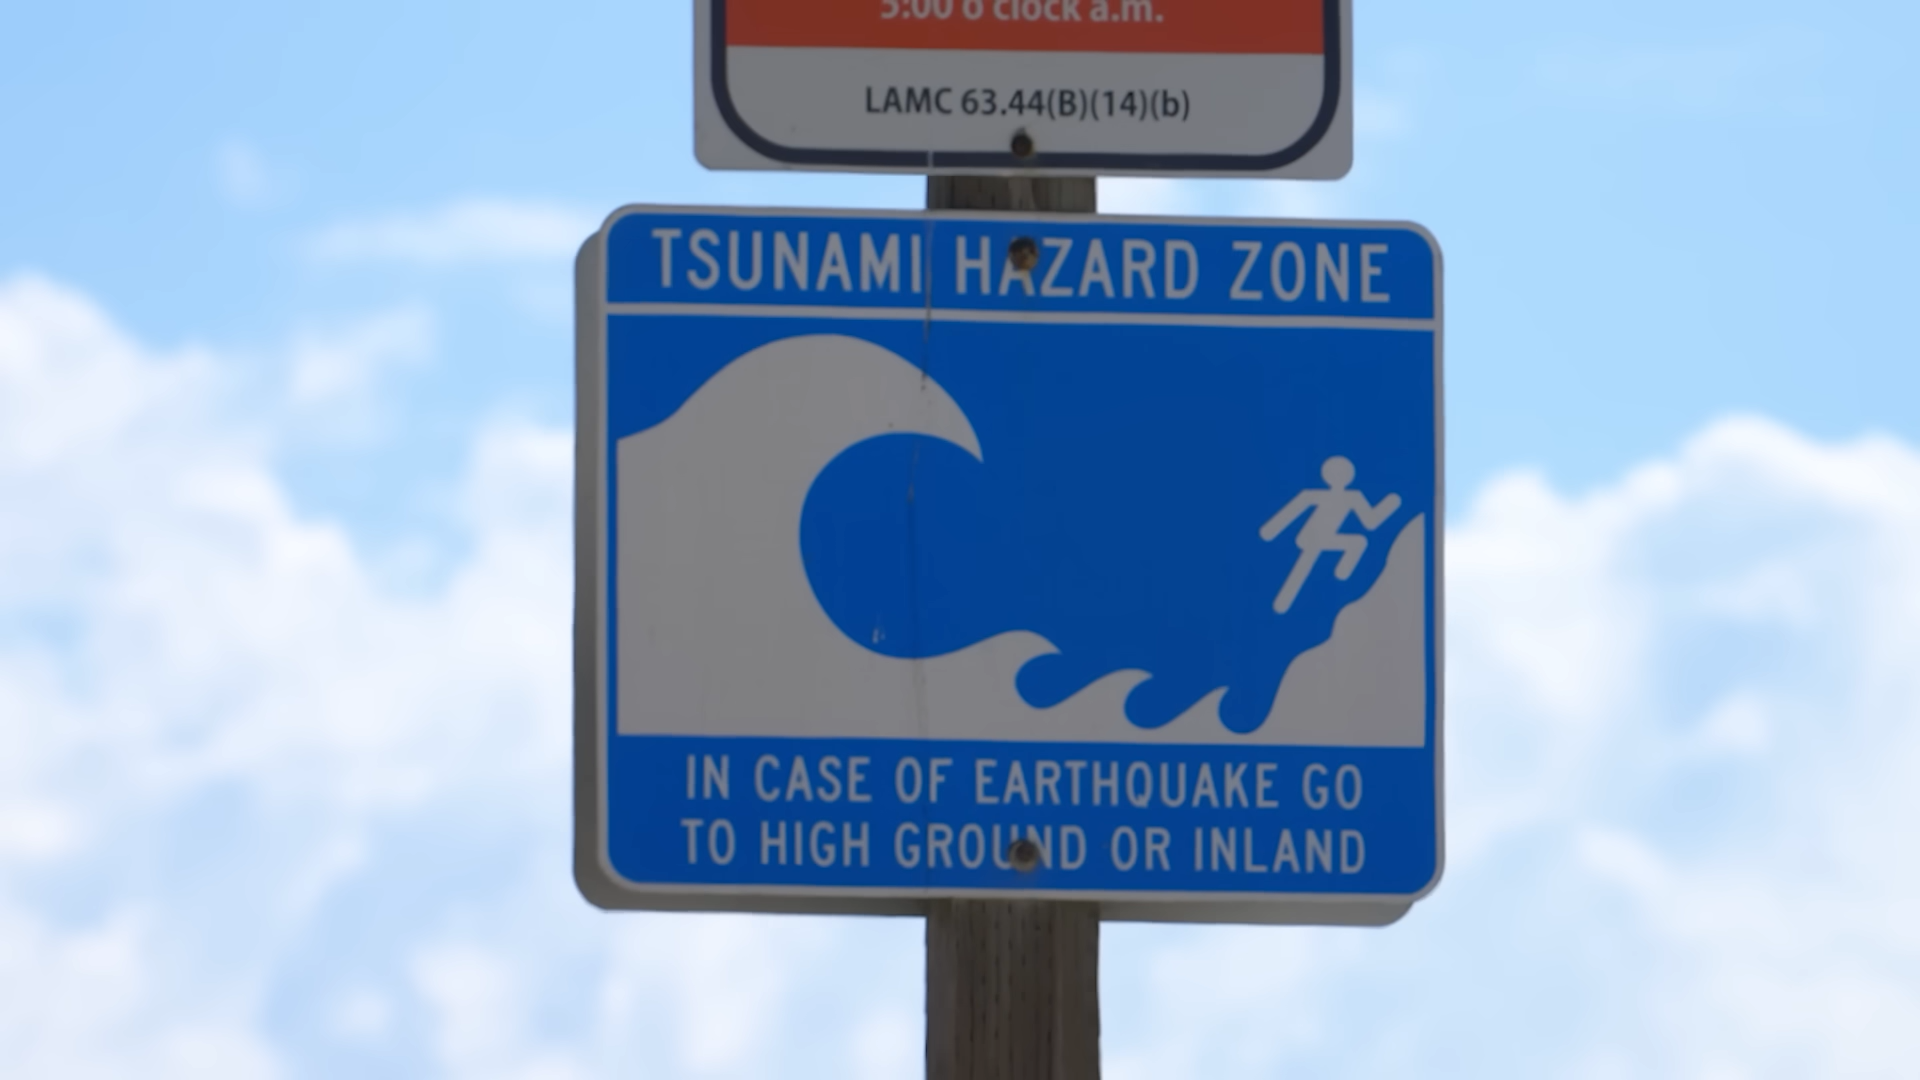 5:00 o'clock a.m.
LAMC 63.44(B)(14)(b)
TSUNAMI HAZARD ZONE
IN CASE OF EARTHQUAKE GO
TO HIGH GROUND OR INLAND